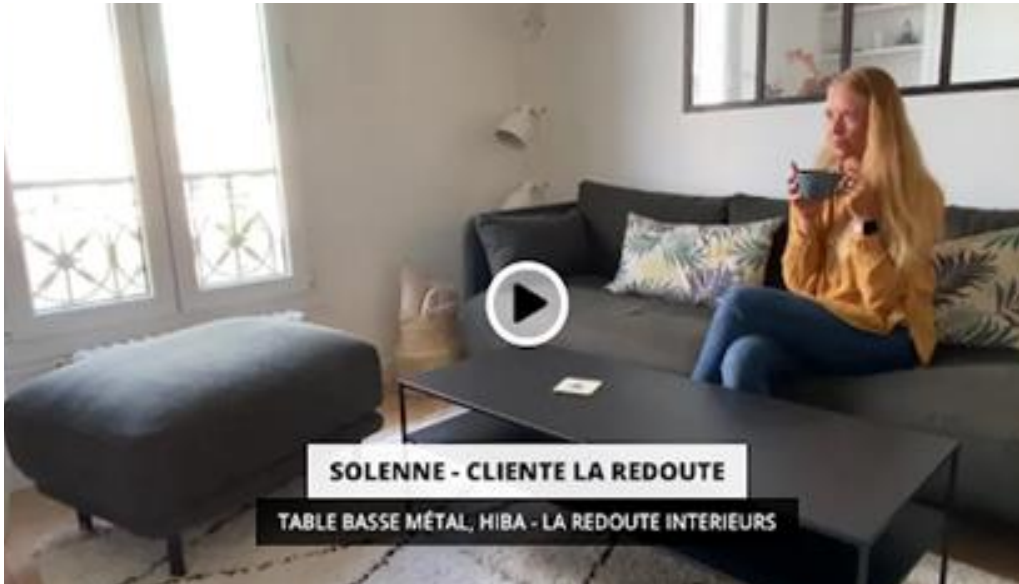 SOLENNE - CLIENTE LA REDOUTE
TABLE BASSE MÉTAL, HIBA - LA REDOUTE INTERIEURS